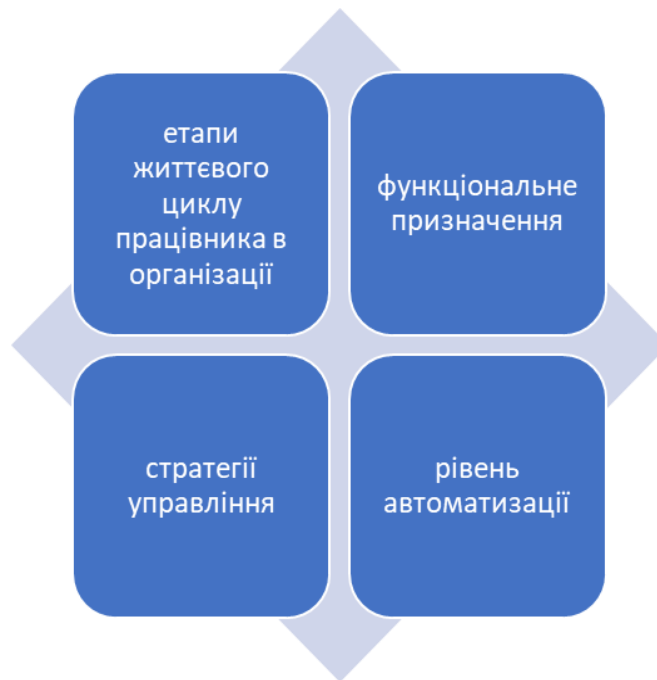 етапи
життєвого
циклу
працівника в
організації
функціональне
призначення
стратегії
управління
рівень
автоматизації